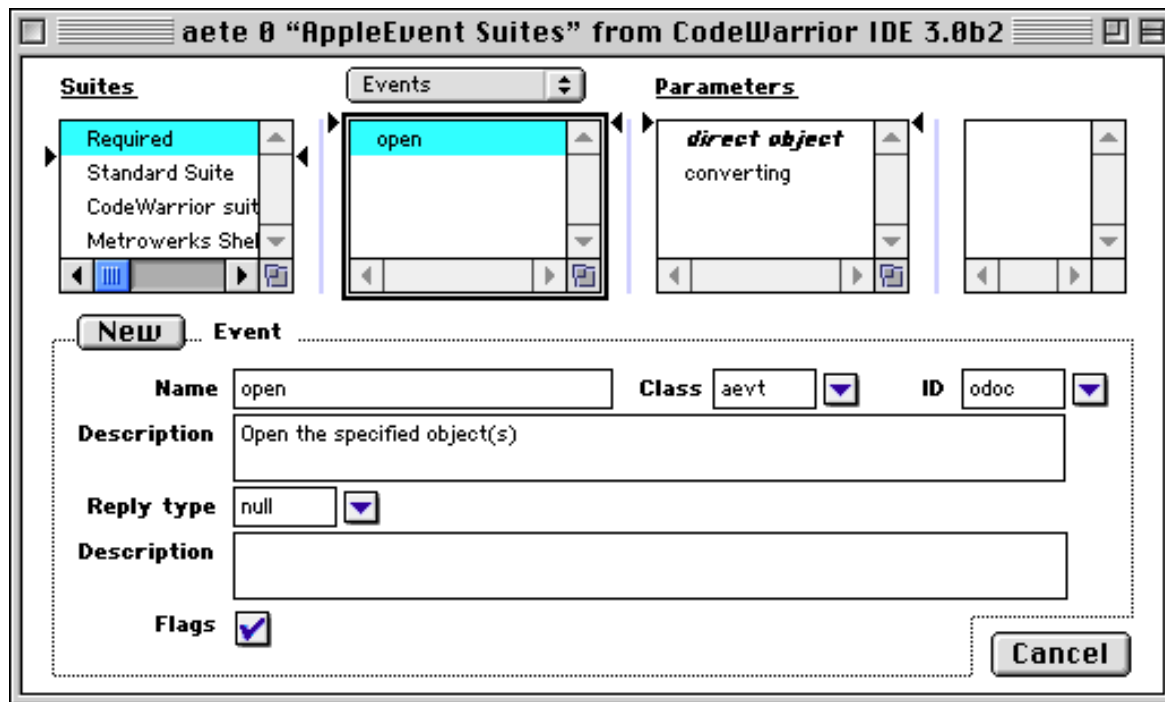 aete 0 “AppleEvent Suites” from CodeWarrior IDE 3.0b2
Suites
Events
Parameters
Required
Standard Suite
CodeWarrior suit
Metrowerks Shel
open
direct object
converting
New
Event
Name
open
Class
aevt
ID
odoc
Description
Open the specified object(s)
Reply type
null
Description
Flags
Cancel